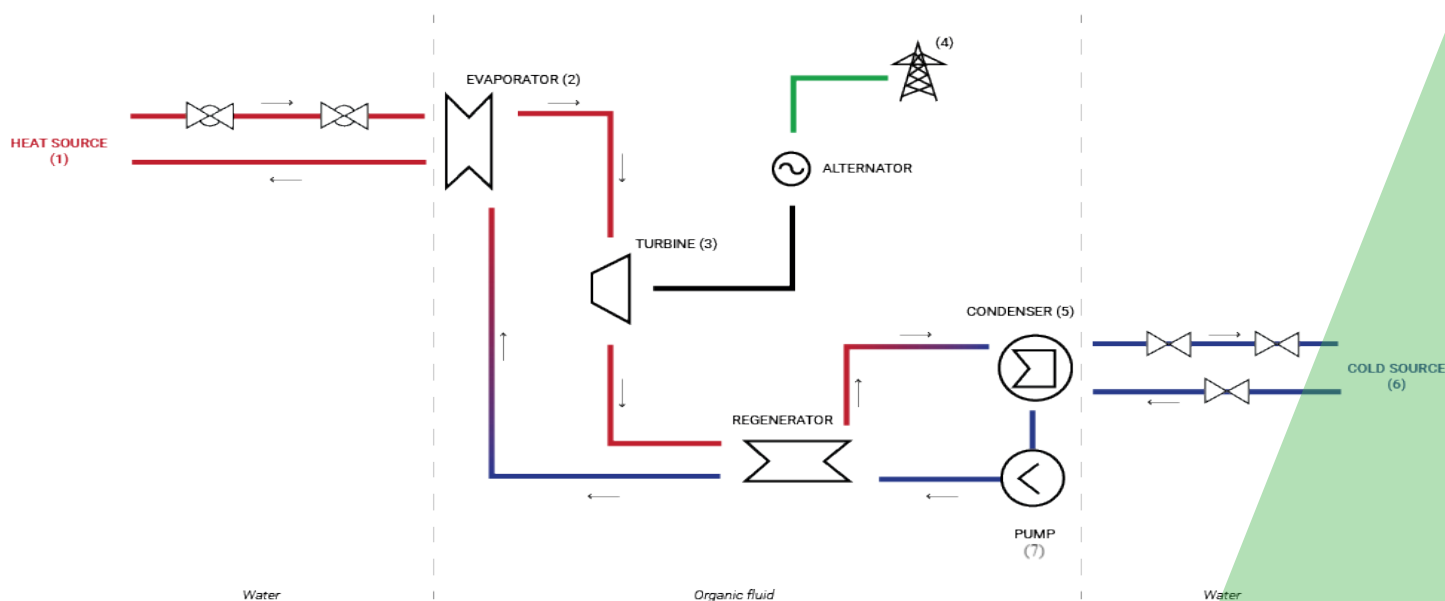 (4)
EVAPORATOR (2)
HEAT SOURCE
(1)
ALTERNATOR
TURBINE (3)
CONDENSER (5)
COLD SOURCE
(6)
REGENERATOR
PUMP
(7)
Water
Organic fluid
Water